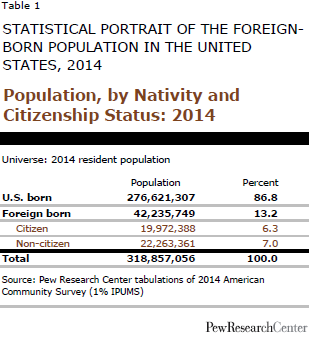 Table 1
STATISTICAL PORTRAIT OF THE FOREIGN-
BORN POPULATION IN THE UNITED
STATES, 2014
Population, by Nativity and
Citizenship Status: 2014
Universe: 2014 resident population
Population Percent
U.S. born 276,621,307 86.8
Foreign born 42,235,749 13.2
Citizen 19,972,388 6.3
Non-citizen 22,263,361 7.0
Total 318,857,056 100.0
Source: Pew Research Center tabulations of 2014 American
Community Survey (1% IPUMS)
PewResearchCenter